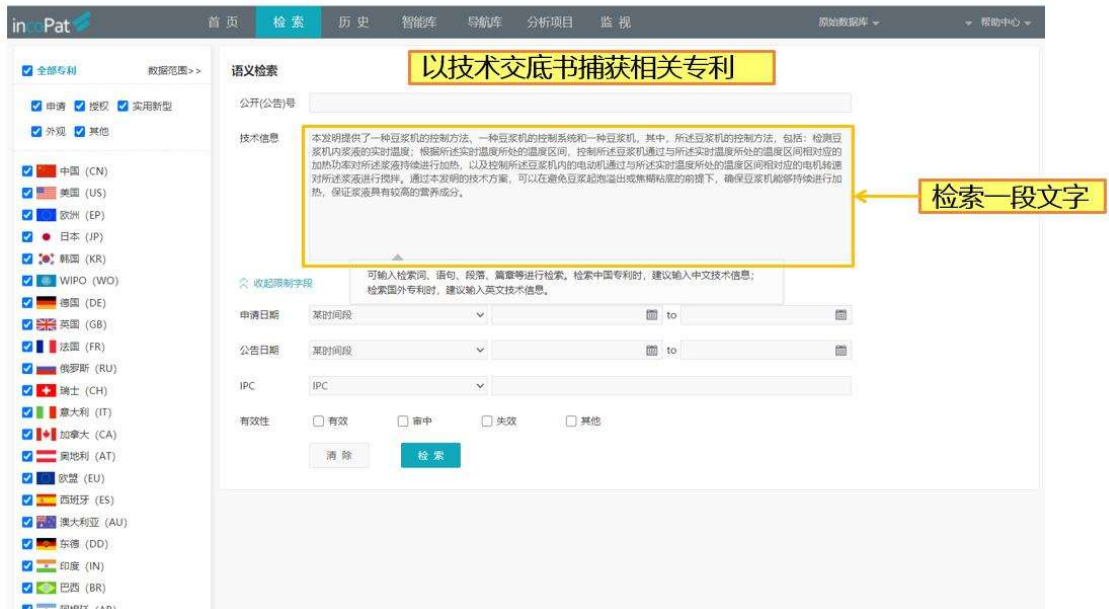 incoPat
首 页
检 索
历 史
智能库
导航库
分析项目
监 视
原始数据库
帮助中心
全部专利
数据范围>>
申请
授权
实用新型
外观
其他
中国 (CN)
美国 (US)
欧洲 (EP)
日本 (JP)
韩国 (KR)
WIPO (WO)
德国 (DE)
英国 (GB)
法国 (FR)
俄罗斯 (RU)
瑞士 (CH)
意大利 (IT)
加拿大 (CA)
奥地利 (AT)
欧盟 (EU)
西班牙 (ES)
澳大利亚 (AU)
东德 (DD)
印度 (IN)
巴西 (BR)
语义检索
以技术交底书捕获相关专利
公开(公告)号
技术信息
本发明提供了一种豆浆机的控制方法、一种豆浆机的控制系统和一种豆浆机，其中，所述豆浆机的控制方法，包括：检测豆
浆机内浆液的实时温度；根据所述实时温度所处的温度区间，控制所述豆浆机通过与所述实时温度所处的温度区间相对应的
加热功率对所述浆液持续进行加热，以及控制所述豆浆机内的电动机通过与所述实时温度所处的温度区间相对应的电机转速
对所述浆液进行搅拌。通过本发明的技术方案，可以在避免豆浆起泡溢出或焦糊粘底的前提下，确保豆浆机能够持续进行加
热，保证浆液具有较高的营养成分。
检索一段文字
可输入检索词、语句、段落、篇章等进行检索。检索中国专利时，建议输入中文技术信息；
检索国外专利时，建议输入英文技术信息。
收起限制字段
申请日期
某时间段
to
公告日期
某时间段
to
IPC
IPC
有效性
有效
审中
失效
其他
清 除
检 索